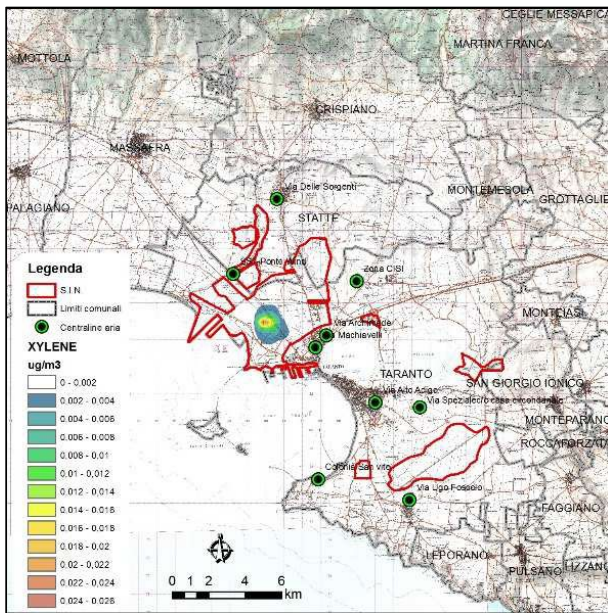 CEGLIE MESSAPICA
MARTINA FRANCA
MOTTOLA
CRISPIANO
MASSAFRA
MONTEMESOLA
GROTTAGLIE
PALAGIANO
Via Delle Sorgenti
STATTE
Zona CISI
Legenda
S.I.N.
Limiti comunali
Centraline aria
XYLENE
ug/m3
0 - 0.002
0.002 - 0.004
0.004 - 0.006
0.006 - 0.008
0.008 - 0.01
0.01 - 0.012
0.012 - 0.014
0.014 - 0.016
0.016 - 0.018
0.018 - 0.02
0.02 - 0.022
0.022 - 0.024
0.024 - 0.026
Via Archimede
Machiavelli
MONTEIASI
TARANTO
SAN GIORGIO IONICO
Via Alto Adige
MONTEPARANO
ROCCAFORZATA
Colonia San vito
Via Ugo Foscolo
FAGGIANO
LEPORANO
PULSANO
LIZZANO
0 1 2 4 6
km